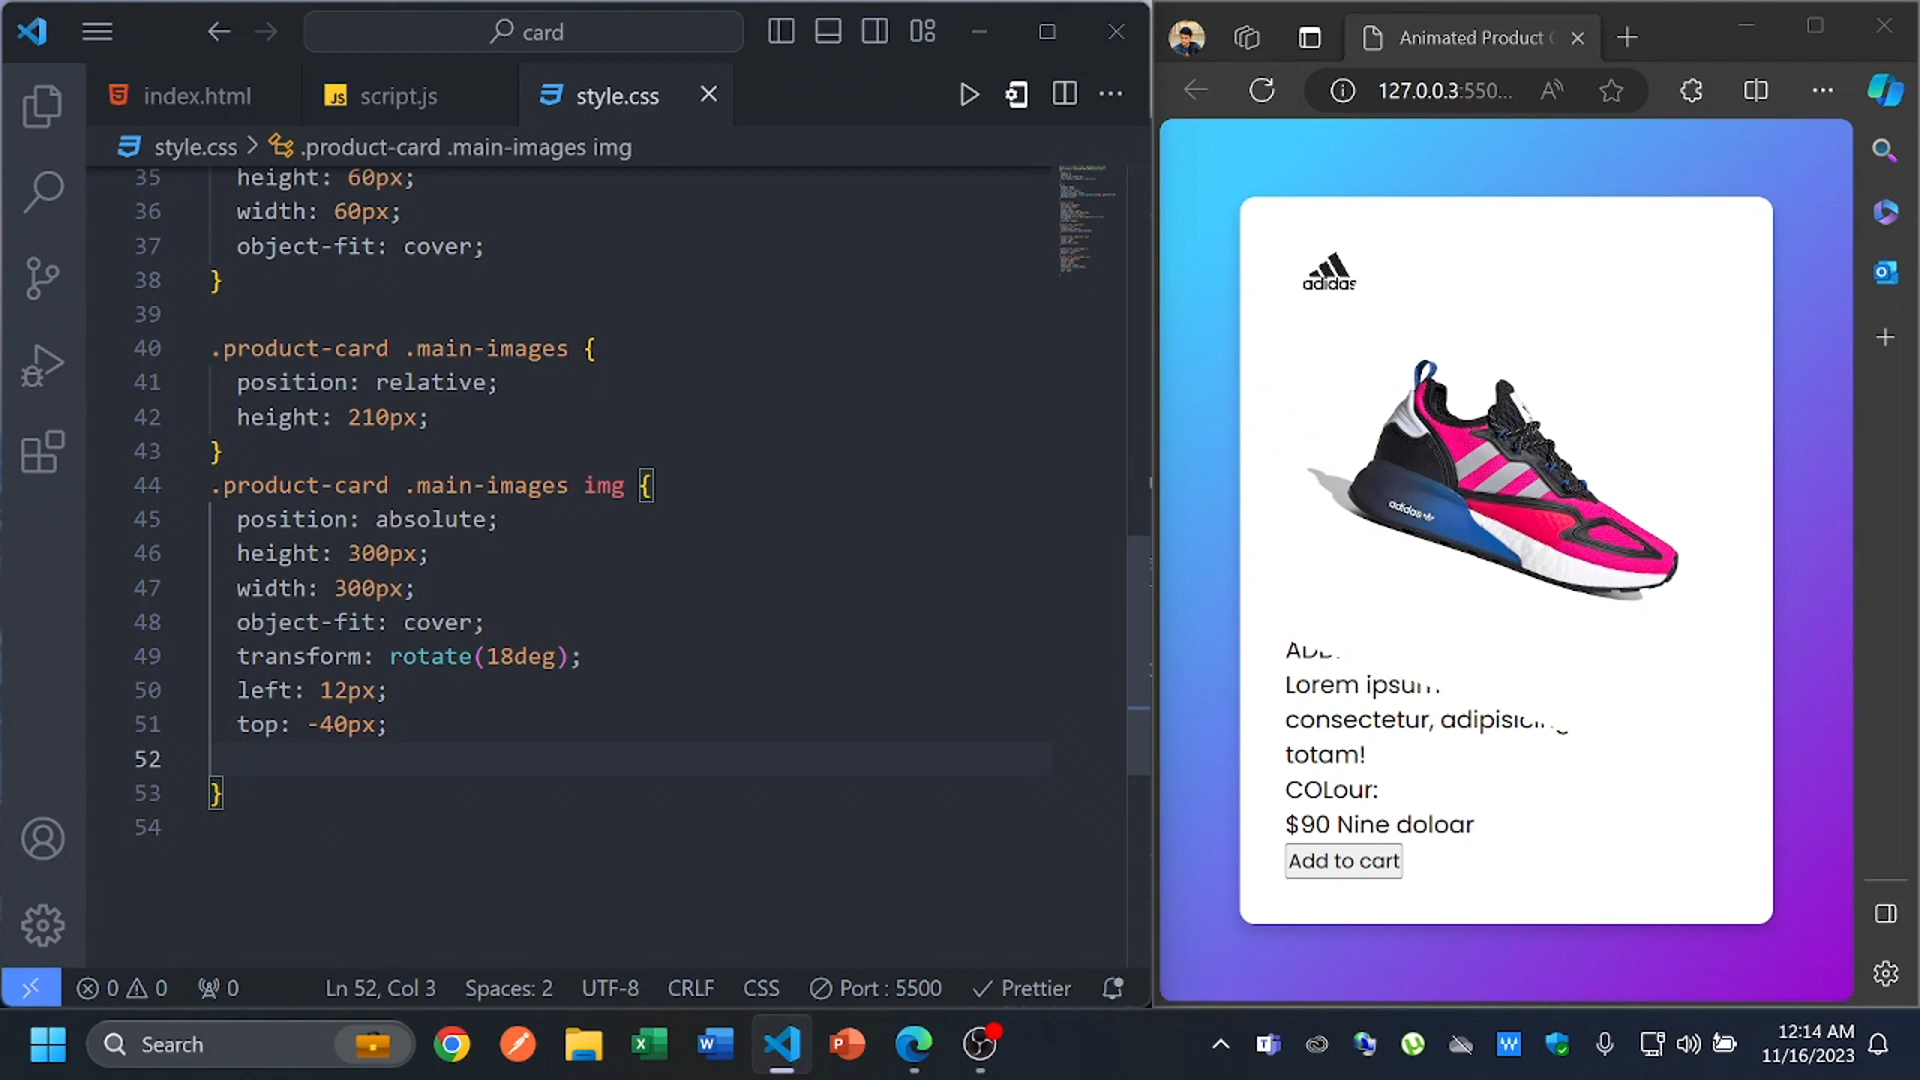 card
index.html
script.js
style.css
style.css > .product-card .main-images img
35 height: 60px;
36 width: 60px;
37 object-fit: cover;
38 }
39
40 .product-card .main-images {
41 position: relative;
42 height: 210px;
43 }
44 .product-card .main-images img {
45 position: absolute;
46 height: 300px;
47 width: 300px;
48 object-fit: cover;
49 transform: rotate(18deg);
50 left: 12px;
51 top: -40px;
52
53 }
54
0 0 0
Ln 52, Col 3
Spaces: 2
UTF-8
CRLF
CSS
Port : 5500
Prettier
Animated Product
127.0.0.3:550...
adidas
adidas
Lorem ipsum
consectetur, adipisicing
totam!
COLour:
$90 Nine doloar
Add to cart
Search
12:14 AM
11/16/2023